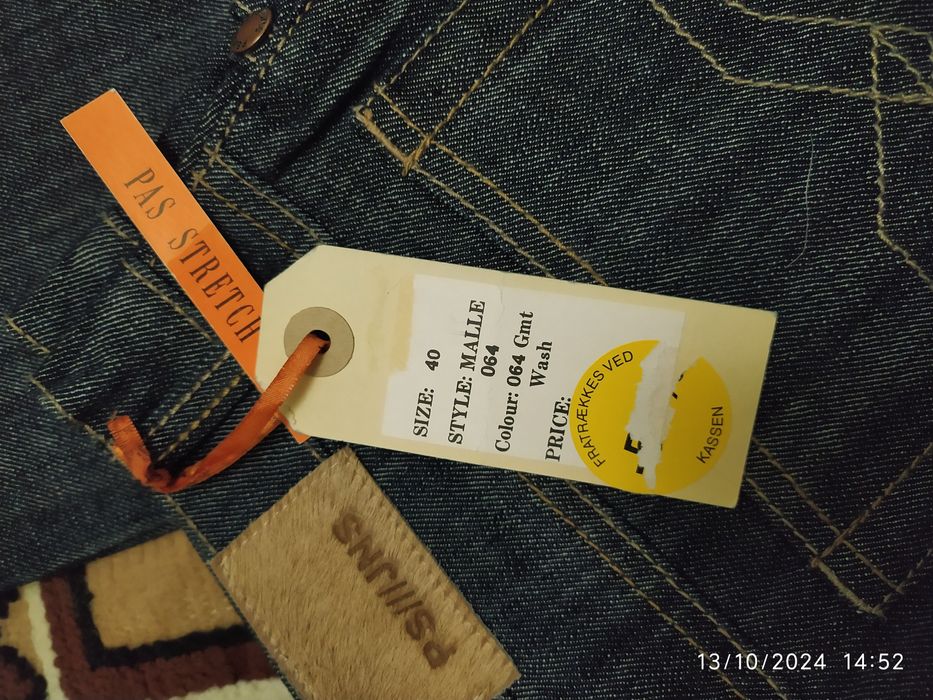 PAS STRETCH
SIZE: 40
STYLE: MALLE
064
Colour: 064 Gmt
Wash
PRICE:
FRATRÆKKES VED
KASSEN
PSIIIJNS
13/10/2024 14:52